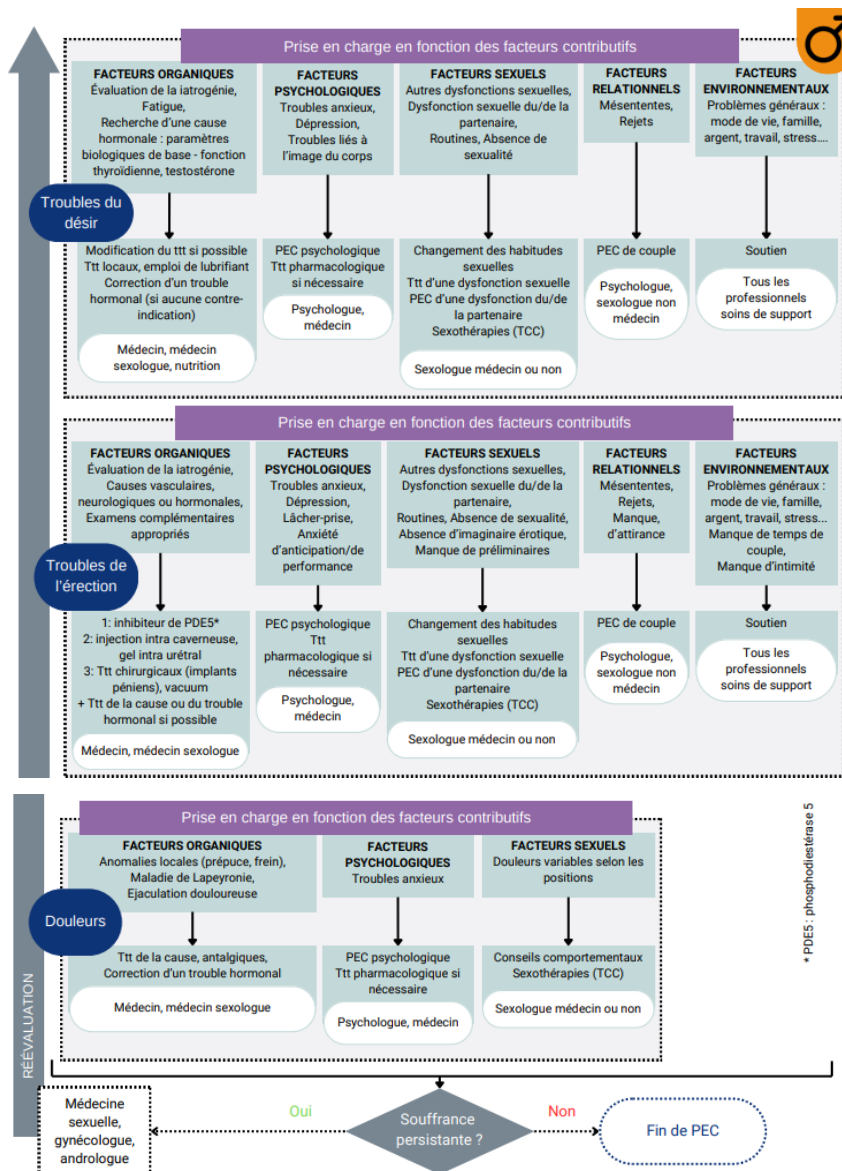 Prise en charge en fonction des facteurs contributifs
FACTEURS ORGANIQUES
Évaluation de la iatrogénie,
Fatigue,
Recherche d'une cause
hormonale : paramètres
biologiques de base - fonction
thyroïdienne, testostérone
FACTEURS
PSYCHOLOGIQUES
Troubles anxieux,
Dépression,
Troubles liés à
l'image du corps
FACTEURS SEXUELS
Autres dysfonctions sexuelles,
Dysfonction sexuelle du/de la
partenaire,
Routines, Absence de
sexualité
FACTEURS
RELATIONNELS
Mésententes,
Rejets
FACTEURS
ENVIRONNEMENTAUX
Problèmes généraux :
mode de vie, famille,
argent, travail, stress....
Troubles du
désir
Modification du ttt si possible
Ttt locaux, emploi de lubrifiant
Correction d'un trouble
hormonal (si aucune contre-
indication)
Médecin, médecin
sexologue, nutrition
PEC psychologique
Ttt pharmacologique
si nécessaire
Psychologue,
médecin
Changement des habitudes
sexuelles
Ttt d'une dysfonction sexuelle
PEC d'une dysfonction du/de
la partenaire
Sexothérapies (TCC)
Sexologue médecin ou non
PEC de couple
Psychologue,
sexologue non
médecin
Soutien
Tous les
professionnels
soins de support
Prise en charge en fonction des facteurs contributifs
FACTEURS ORGANIQUES
Évaluation de la iatrogénie,
Causes vasculaires,
neurologiques ou hormonales,
Examens complémentaires
appropriés
FACTEURS
PSYCHOLOGIQUES
Troubles anxieux,
Dépression,
Lâcher-prise,
Anxiété
d'anticipation/de
performance
FACTEURS SEXUELS
Autres dysfonctions sexuelles,
Dysfonction sexuelle du/de la
partenaire,
Routines, Absence de sexualité,
Absence d'imaginaire érotique,
Manque de préliminaires
FACTEURS
RELATIONNELS
Mésententes,
Rejets,
Manque,
d'attirance
FACTEURS
ENVIRONNEMENTAUX
Problèmes généraux :
mode de vie, famille,
argent, travail, stress...
Manque de temps de
couple,
Manque d'intimité
Troubles de
l'érection
1: inhibiteur de PDE5*
2: injection intra caverneuse,
gel intra urétral
3: Ttt chirurgicaux (implants
péniens), vacuum
+ Ttt de la cause ou du trouble
hormonal si possible
Médecin, médecin sexologue
PEC psychologique
Ttt
pharmacologique si
nécessaire
Psychologue,
médecin
Changement des habitudes
sexuelles
Ttt d'une dysfonction sexuelle
PEC d'une dysfonction du/de la
partenaire
Sexothérapies (TCC)
Sexologue médecin ou non
PEC de couple
Psychologue,
sexologue non
médecin
Soutien
Tous les
professionnels
soins de support
Prise en charge en fonction des facteurs contributifs
FACTEURS ORGANIQUES
Anomalies locales (prépuce, frein),
Maladie de Lapeyronie,
Ejaculation douloureuse
FACTEURS
PSYCHOLOGIQUES
Troubles anxieux
FACTEURS SEXUELS
Douleurs variables selon les
positions
Douleurs
Ttt de la cause, antalgiques,
Correction d'un trouble hormonal
Médecin, médecin sexologue
PEC psychologique
Ttt pharmacologique si
nécessaire
Psychologue, médecin
Conseils comportementaux
Sexothérapies (TCC)
Sexologue médecin ou non
* PDE5 : phosphodiestérase 5
RÉÉVALUATION
Médecine
sexuelle,
gynécologue,
andrologue
Oui
Souffrance
persistante ?
Non
Fin de PEC